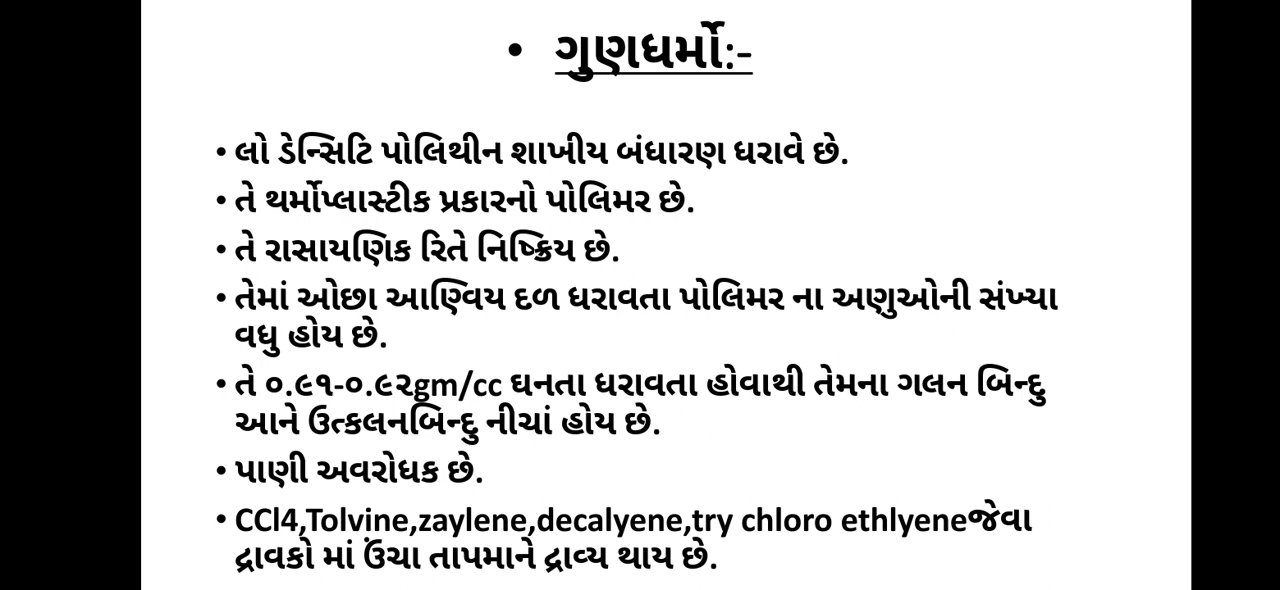 • ગુણધર્મો:-
• લો ડેન્સિટિ પોલિથીન શાખીય બંધારણ ધરાવે છે.
• તે થર્મોપ્લાસ્ટીક પ્રકારનો પોલિમર છે.
• તે રાસાયણિક રિતે નિષ્ક્રિય છે.
• તેમાં ઓછા આણ્વિય દળ ધરાવતા પોલિમર ના અણુઓની સંખ્યા
વધુ હોય છે.
• તે ૦.૯૧-૦.૯૨gm/cc ઘનતા ધરાવતા હોવાથી તેમના ગલન બિન્દુ
આને ઉત્કલનબિન્દુ નીચાં હોય છે.
• પાણી અવરોધક છે.
• CCl4,Tolvine,zaylene,decalyene,try chloro ethlyeneજેવા
દ્રાવકો માં ઉંચા તાપમાને દ્રાવ્ય થાય છે.